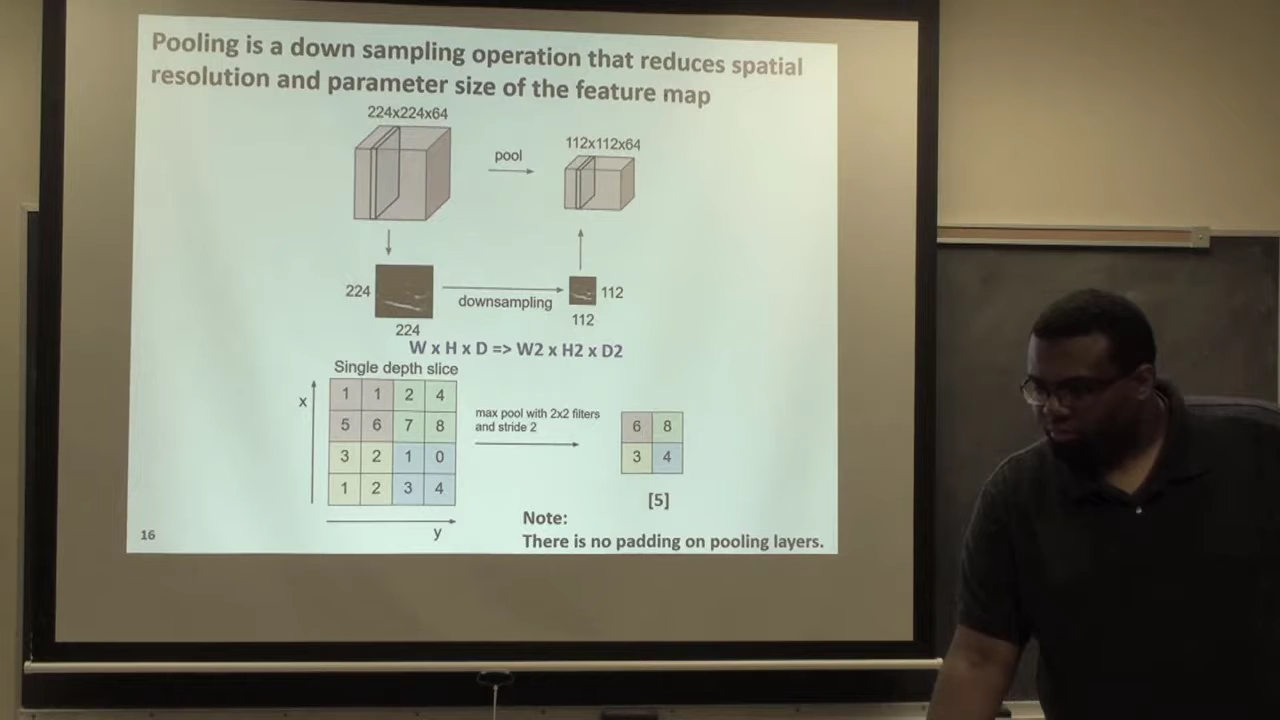 Pooling is a down sampling operation that reduces spatial
resolution and parameter size of the feature map
224x224x64
112x112x64
pool
224
downsampling
112
224
112
W x H x D => W2 x H2 x D2
Single depth slice
x
1 1 2 4
5 6 7 8
3 2 1 0
1 2 3 4
y
max pool with 2x2 filters
and stride 2
6 8
3 4
[5]
Note:
There is no padding on pooling layers.
16